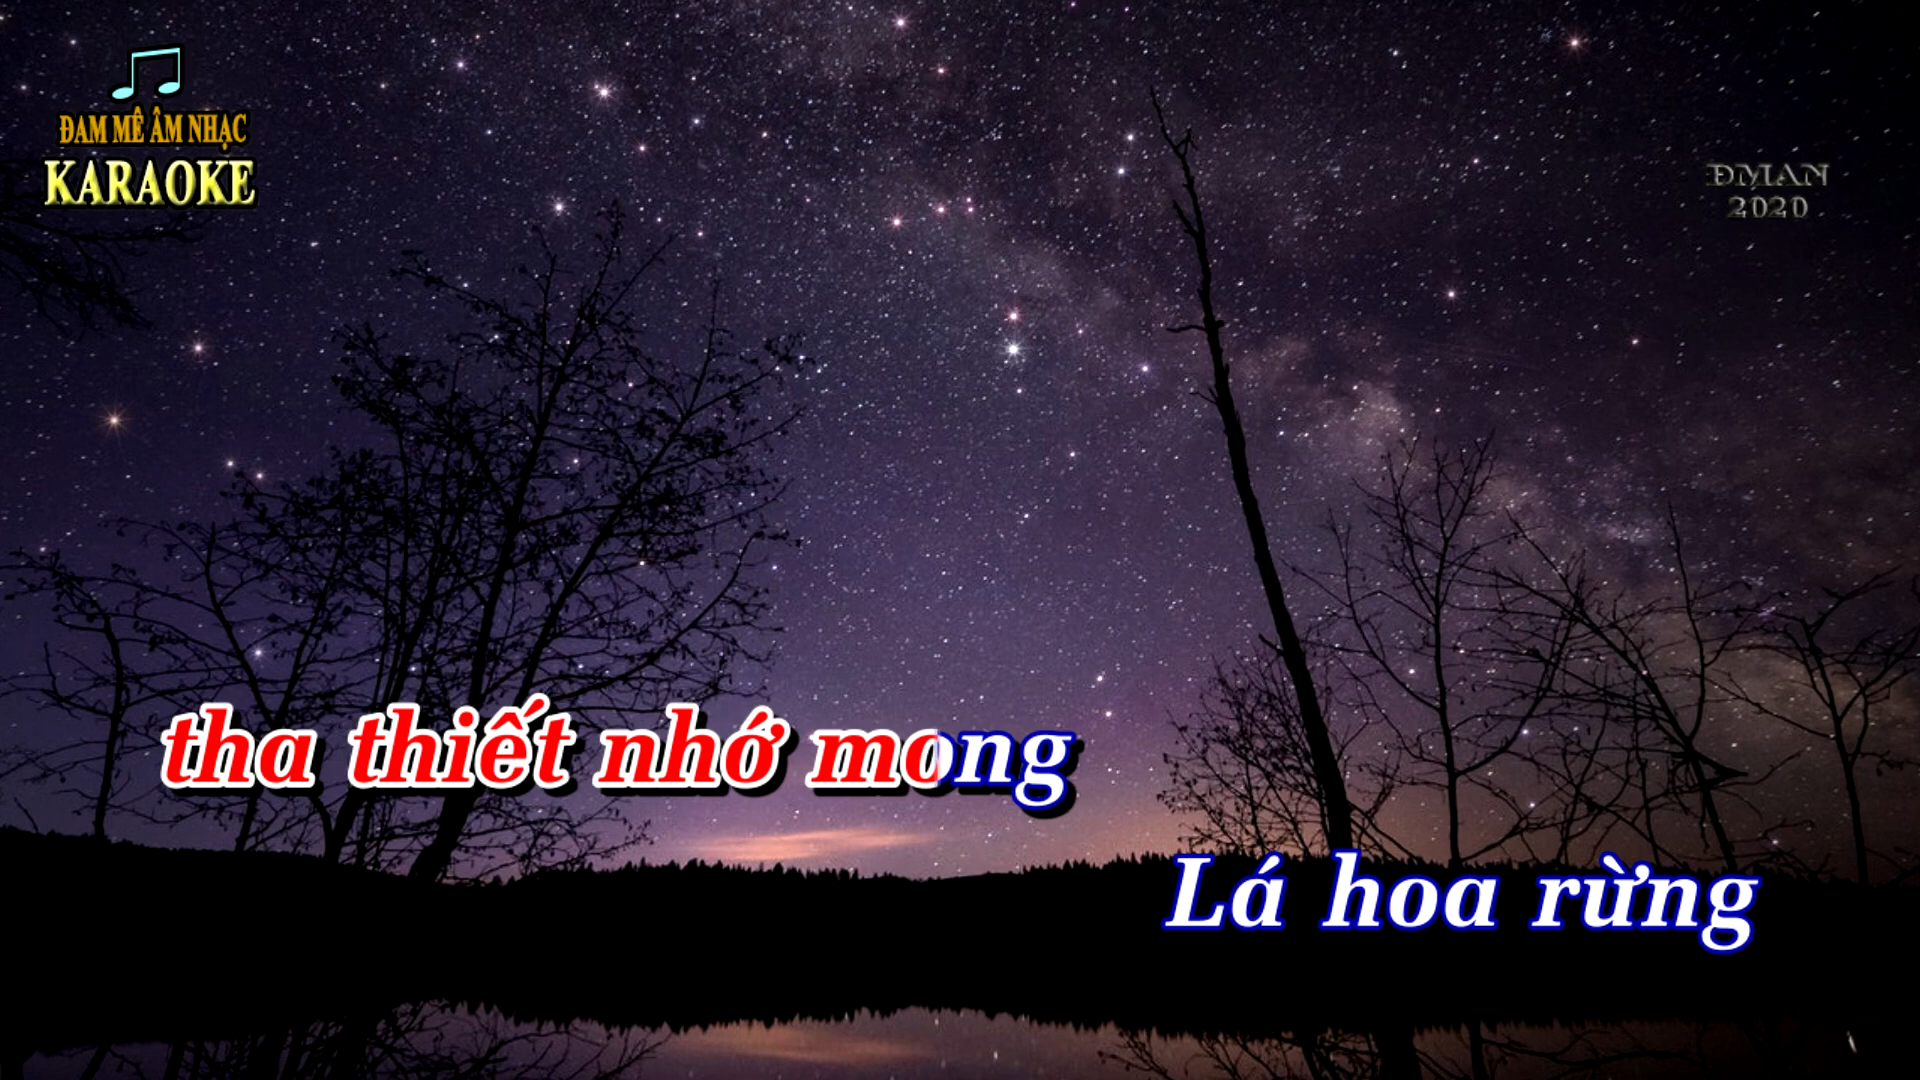 ĐAM MÊ ÂM NHẠC
KARAOKE
ĐMAN
2020
tha thiết nhớ mong
Lá hoa rừng